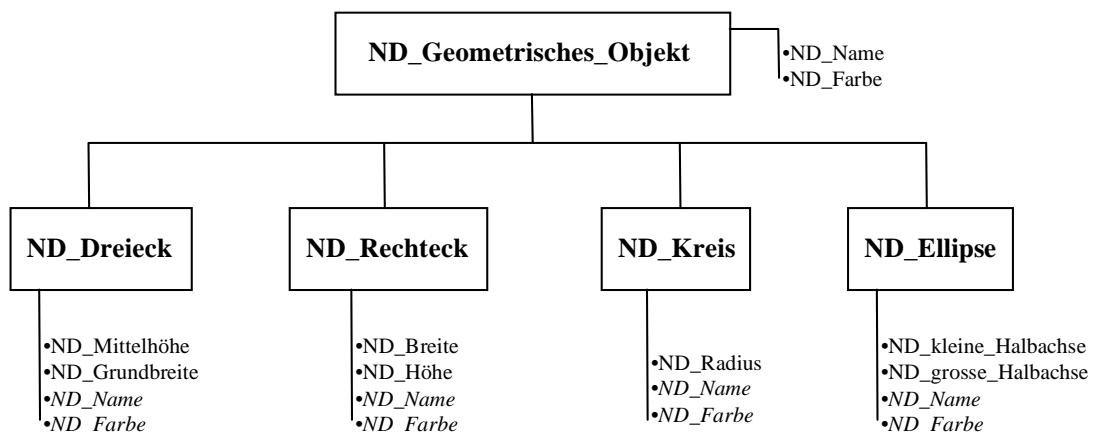 ND_Geometrisches_Objekt
•ND_Name
•ND_Farbe
ND_Dreieck
ND_Rechteck
ND_Kreis
ND_Ellipse
•ND_Mittelhöhe
•ND_Grundbreite
•ND_Name
•ND_Farbe
•ND_Breite
•ND_Höhe
•ND_Name
•ND_Farbe
•ND_Radius
•ND_Name
•ND_Farbe
•ND_kleine_Halbachse
•ND_grosse_Halbachse
•ND_Name
•ND_Farbe